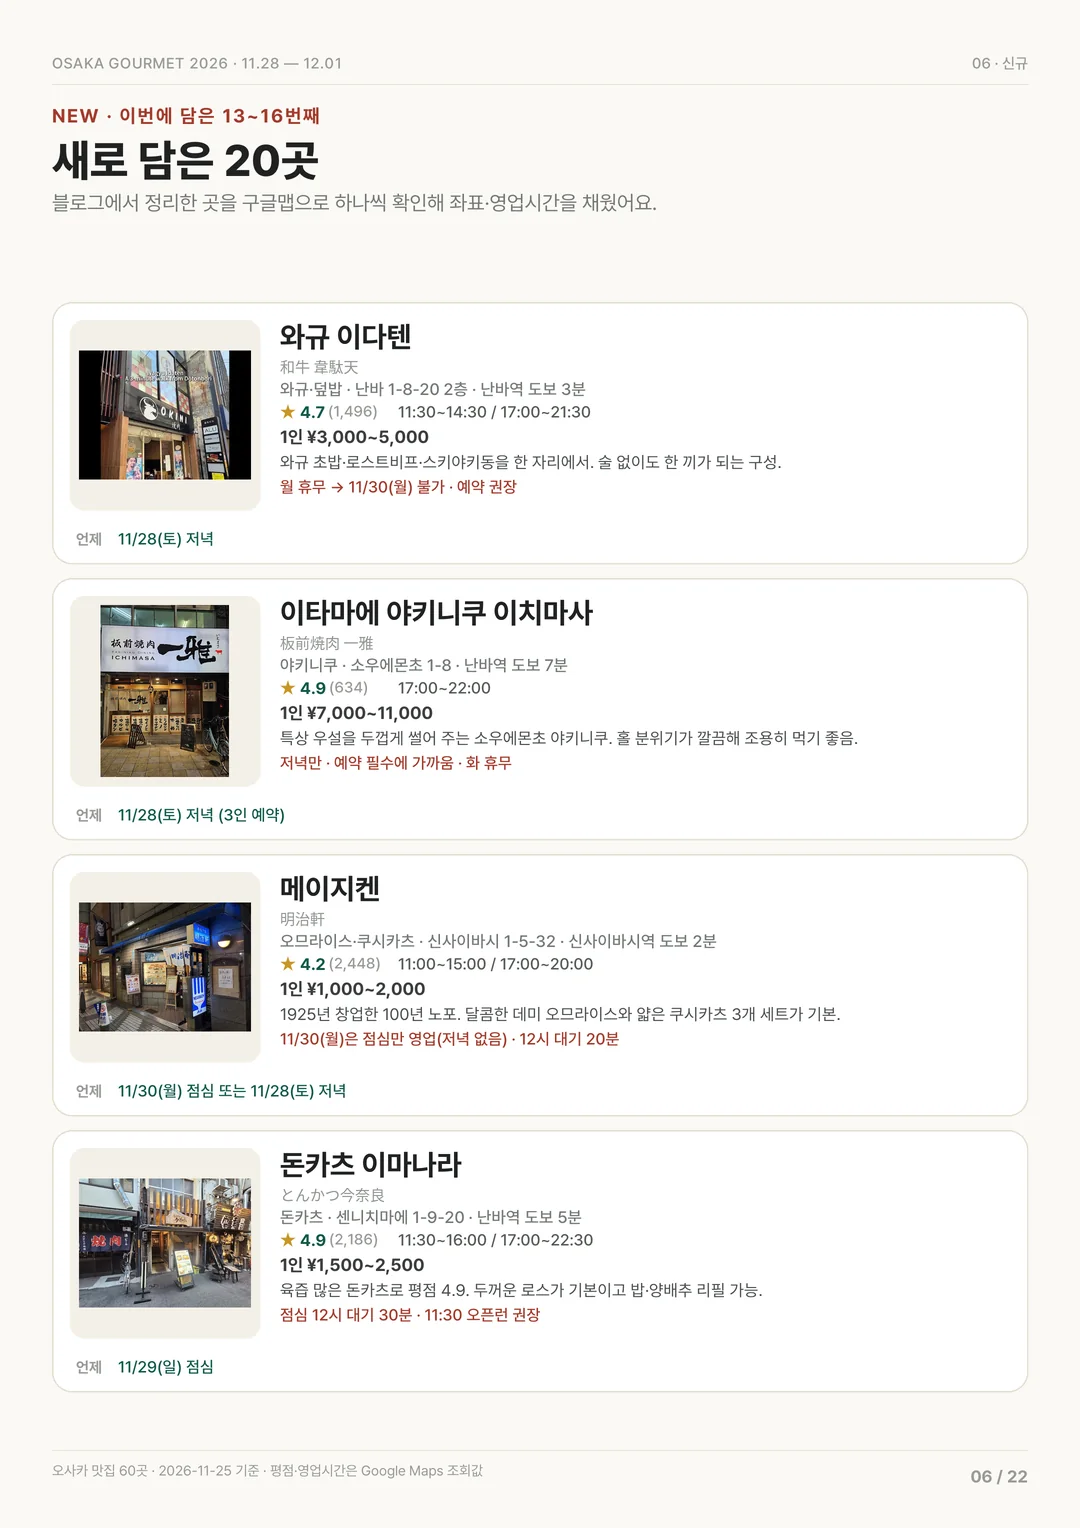 OSAKA GOURMET 2026 · 11.28 — 12.01
06 · 신규
NEW · 이번에 담은 13~16번째
새로 담은 20곳
블로그에서 정리한 곳을 구글맵으로 하나씩 확인해 좌표·영업시간을 채웠어요.
OKINI
와규 이다텐
和牛 韋駄天
와규·덮밥 · 난바 1-8-20 2층 · 난바역 도보 3분
★ 4.7 (1,496) 11:30~14:30 / 17:00~21:30
1인 ¥3,000~5,000
와규 초밥·로스트비프·스키야키동을 한 자리에서. 술 없이도 한 끼가 되는 구성.
월 휴무 → 11/30(월) 불가 · 예약 권장
언제 11/28(토) 저녁
板前焼肉 一雅
ICHIMASA
이타마에 야키니쿠 이치마사
板前焼肉 一雅
야키니쿠 · 소우에몬초 1-8 · 난바역 도보 7분
★ 4.9 (634) 17:00~22:00
1인 ¥7,000~11,000
특상 우설을 두껍게 썰어 주는 소우에몬초 야키니쿠. 홀 분위기가 깔끔해 조용히 먹기 좋음.
저녁만 · 예약 필수에 가까움 · 화 휴무
언제 11/28(토) 저녁 (3인 예약)
메이지켄
明治軒
오므라이스·쿠시카츠 · 신사이바시 1-5-32 · 신사이바시역 도보 2분
★ 4.2 (2,448) 11:00~15:00 / 17:00~20:00
1인 ¥1,000~2,000
1925년 창업한 100년 노포. 달콤한 데미 오므라이스와 얇은 쿠시카츠 3개 세트가 기본.
11/30(월)은 점심만 영업(저녁 없음) · 12시 대기 20분
언제 11/30(월) 점심 또는 11/28(토) 저녁
焼肉
돈카츠 이마나라
とんかつ今奈良
돈카츠 · 센니치마에 1-9-20 · 난바역 도보 5분
★ 4.9 (2,186) 11:30~16:00 / 17:00~22:30
1인 ¥1,500~2,500
육즙 많은 돈카츠로 평점 4.9. 두꺼운 로스가 기본이고 밥·양배추 리필 가능.
점심 12시 대기 30분 · 11:30 오픈런 권장
언제 11/29(일) 점심
오사카 맛집 60곳 · 2026-11-25 기준 · 평점·영업시간은 Google Maps 조회값
06 / 22